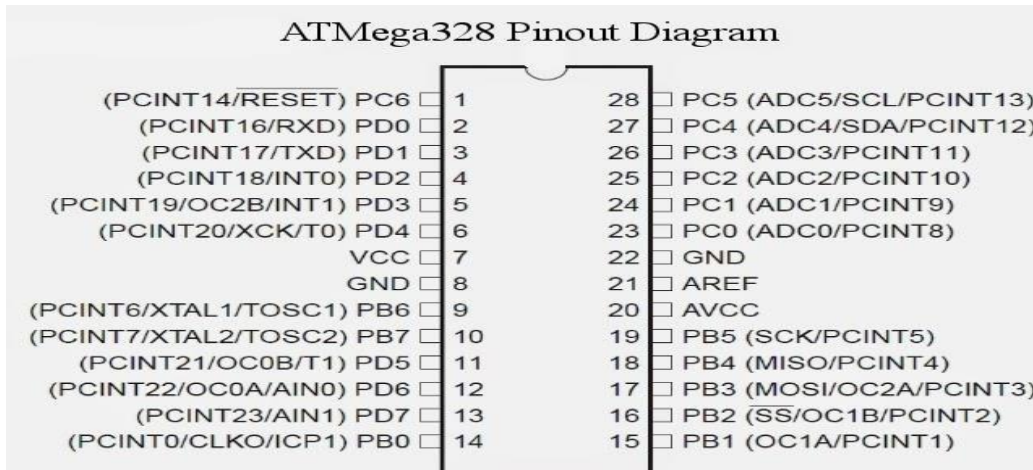 ATMega328 Pinout Diagram
(PCINT14/RESET) PC6 1 28 PC5 (ADC5/SCL/PCINT13)
(PCINT16/RXD) PD0 2 27 PC4 (ADC4/SDA/PCINT12)
(PCINT17/TXD) PD1 3 26 PC3 (ADC3/PCINT11)
(PCINT18/INT0) PD2 4 25 PC2 (ADC2/PCINT10)
(PCINT19/OC2B/INT1) PD3 5 24 PC1 (ADC1/PCINT9)
(PCINT20/XCK/T0) PD4 6 23 PC0 (ADC0/PCINT8)
VCC 7 22 GND
GND 8 21 AREF
(PCINT6/XTAL1/TOSC1) PB6 9 20 AVCC
(PCINT7/XTAL2/TOSC2) PB7 10 19 PB5 (SCK/PCINT5)
(PCINT21/OC0B/T1) PD5 11 18 PB4 (MISO/PCINT4)
(PCINT22/OC0A/AIN0) PD6 12 17 PB3 (MOSI/OC2A/PCINT3)
(PCINT23/AIN1) PD7 13 16 PB2 (SS/OC1B/PCINT2)
(PCINT0/CLKO/ICP1) PB0 14 15 PB1 (OC1A/PCINT1)